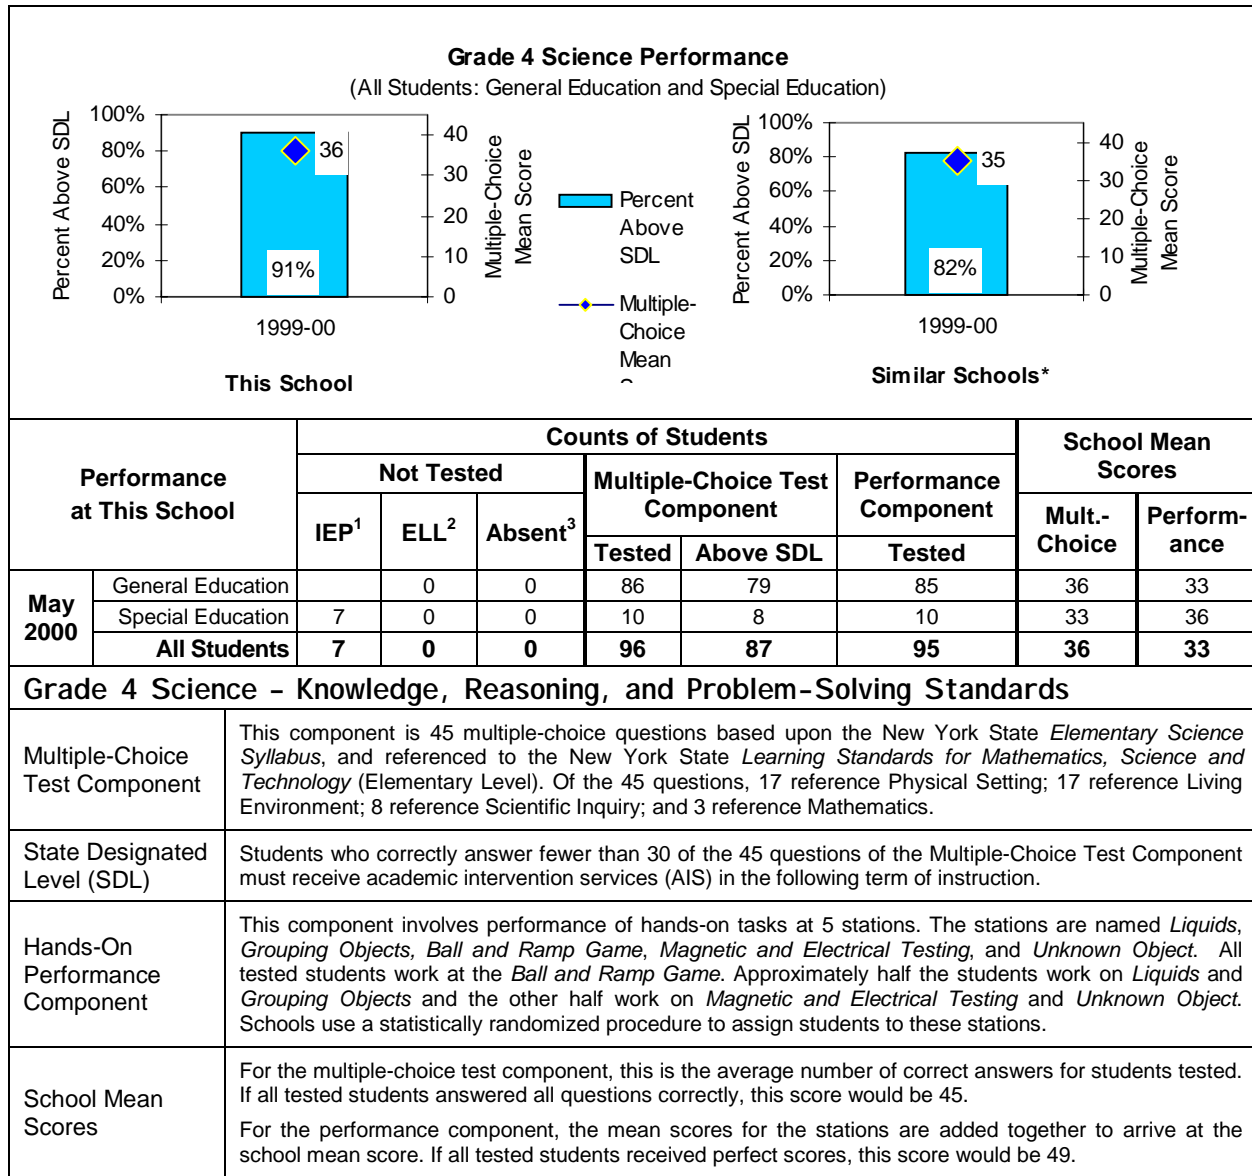 Grade 4 Science Performance
(All Students: General Education and Special Education)
Percent Above SDL
100%
80%
60%
40%
20%
0%
36
91%
40
30
20
10
0
Multiple-Choice
Mean Score
1999-00
This School
Percent
Above
SDL
Multiple-
Choice
Mean
Percent Above SDL
100%
80%
60%
40%
20%
0%
35
82%
40
30
20
10
0
Multiple-Choice
Mean Score
1999-00
Similar Schools*
Performance
at This School
Counts of Students
School Mean
Scores
Not Tested
Multiple-Choice Test
Component
Performance
Component
IEP1
ELL2
Absent3
Tested
Above SDL
Tested
Mult.-
Choice
Perform-
ance
May
2000
General Education 0 0 86 79 85 36 33
Special Education 7 0 0 10 8 10 33 36
All Students 7 0 0 96 87 95 36 33
Grade 4 Science – Knowledge, Reasoning, and Problem-Solving Standards
Multiple-Choice
Test Component
This component is 45 multiple-choice questions based upon the New York State Elementary Science
Syllabus, and referenced to the New York State Learning Standards for Mathematics, Science and
Technology (Elementary Level). Of the 45 questions, 17 reference Physical Setting; 17 reference Living
Environment; 8 reference Scientific Inquiry; and 3 reference Mathematics.
State Designated
Level (SDL)
Students who correctly answer fewer than 30 of the 45 questions of the Multiple-Choice Test Component
must receive academic intervention services (AIS) in the following term of instruction.
Hands-On
Performance
Component
This component involves performance of hands-on tasks at 5 stations. The stations are named Liquids,
Grouping Objects, Ball and Ramp Game, Magnetic and Electrical Testing, and Unknown Object. All
tested students work at the Ball and Ramp Game. Approximately half the students work on Liquids and
Grouping Objects and the other half work on Magnetic and Electrical Testing and Unknown Object.
Schools use a statistically randomized procedure to assign students to these stations.
School Mean
Scores
For the multiple-choice test component, this is the average number of correct answers for students tested.
If all tested students answered all questions correctly, this score would be 45.
For the performance component, the mean scores for the stations are added together to arrive at the
school mean score. If all tested students received perfect scores, this score would be 49.